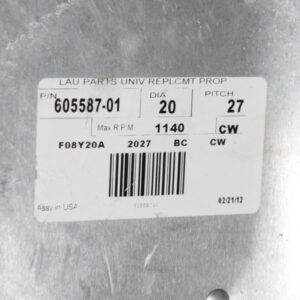 LAU PARTS UNIV REPLCMT PROP
P/N 605587-01 DIA 20 PITCH 27
Max R.P.M 1140 CW
F08Y20A 2027 BC CW
Assy in USA 02/21/12